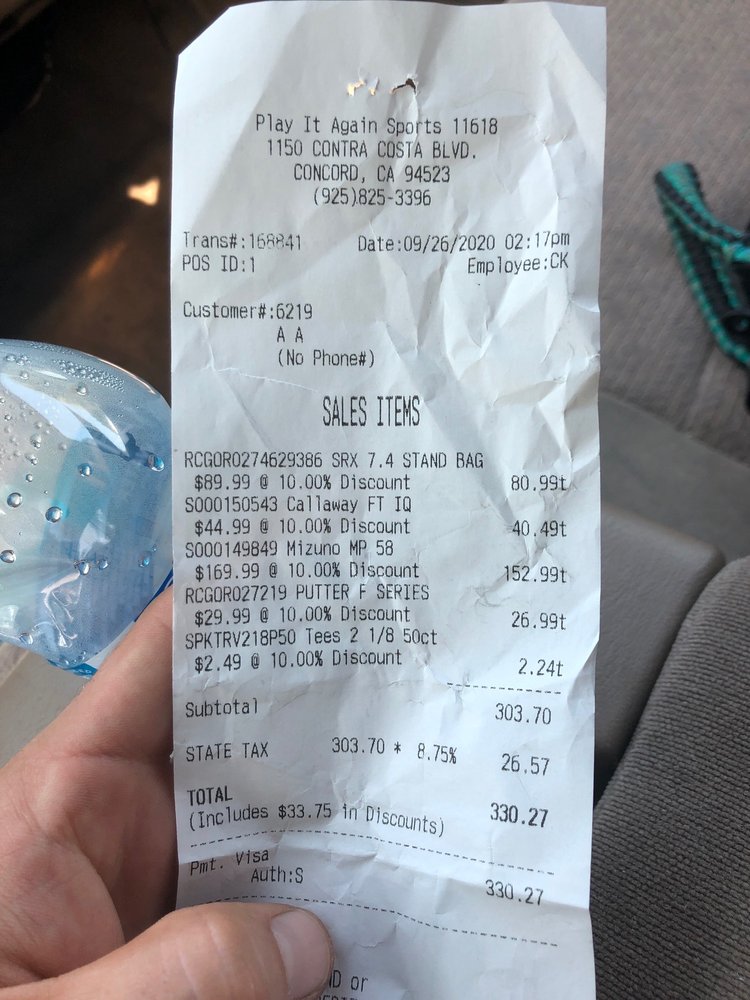 Play It Again Sports 11618
1150 CONTRA COSTA BLVD.
CONCORD, CA 94523
(925)825-3396
Trans#:168841 Date:09/26/2020 02:17pm
POS ID:1 Employee:CK
Customer#:6219
A A
(No Phone#)
SALES ITEMS
RCGORO274629386 SRX 7.4 STAND BAG
$89.99 @ 10.00% Discount 80.99t
S000150543 Callaway FT IQ
$44.99 @ 10.00% Discount 40.49t
S000149849 Mizuno MP 58
$169.99 @ 10.00% Discount 152.99t
RCGORO27219 PUTTER F SERIES
$29.99 @ 10.00% Discount 26.99t
SPKTRV218P50 Tees 2 1/8 50ct
$2.49 @ 10.00% Discount 2.24t
Subtotal 303.70
STATE TAX 303.70 * 8.75% 26.57
TOTAL 330.27
(Includes $33.75 in Discounts)
Pmt. Visa 330.27
Auth:S
or